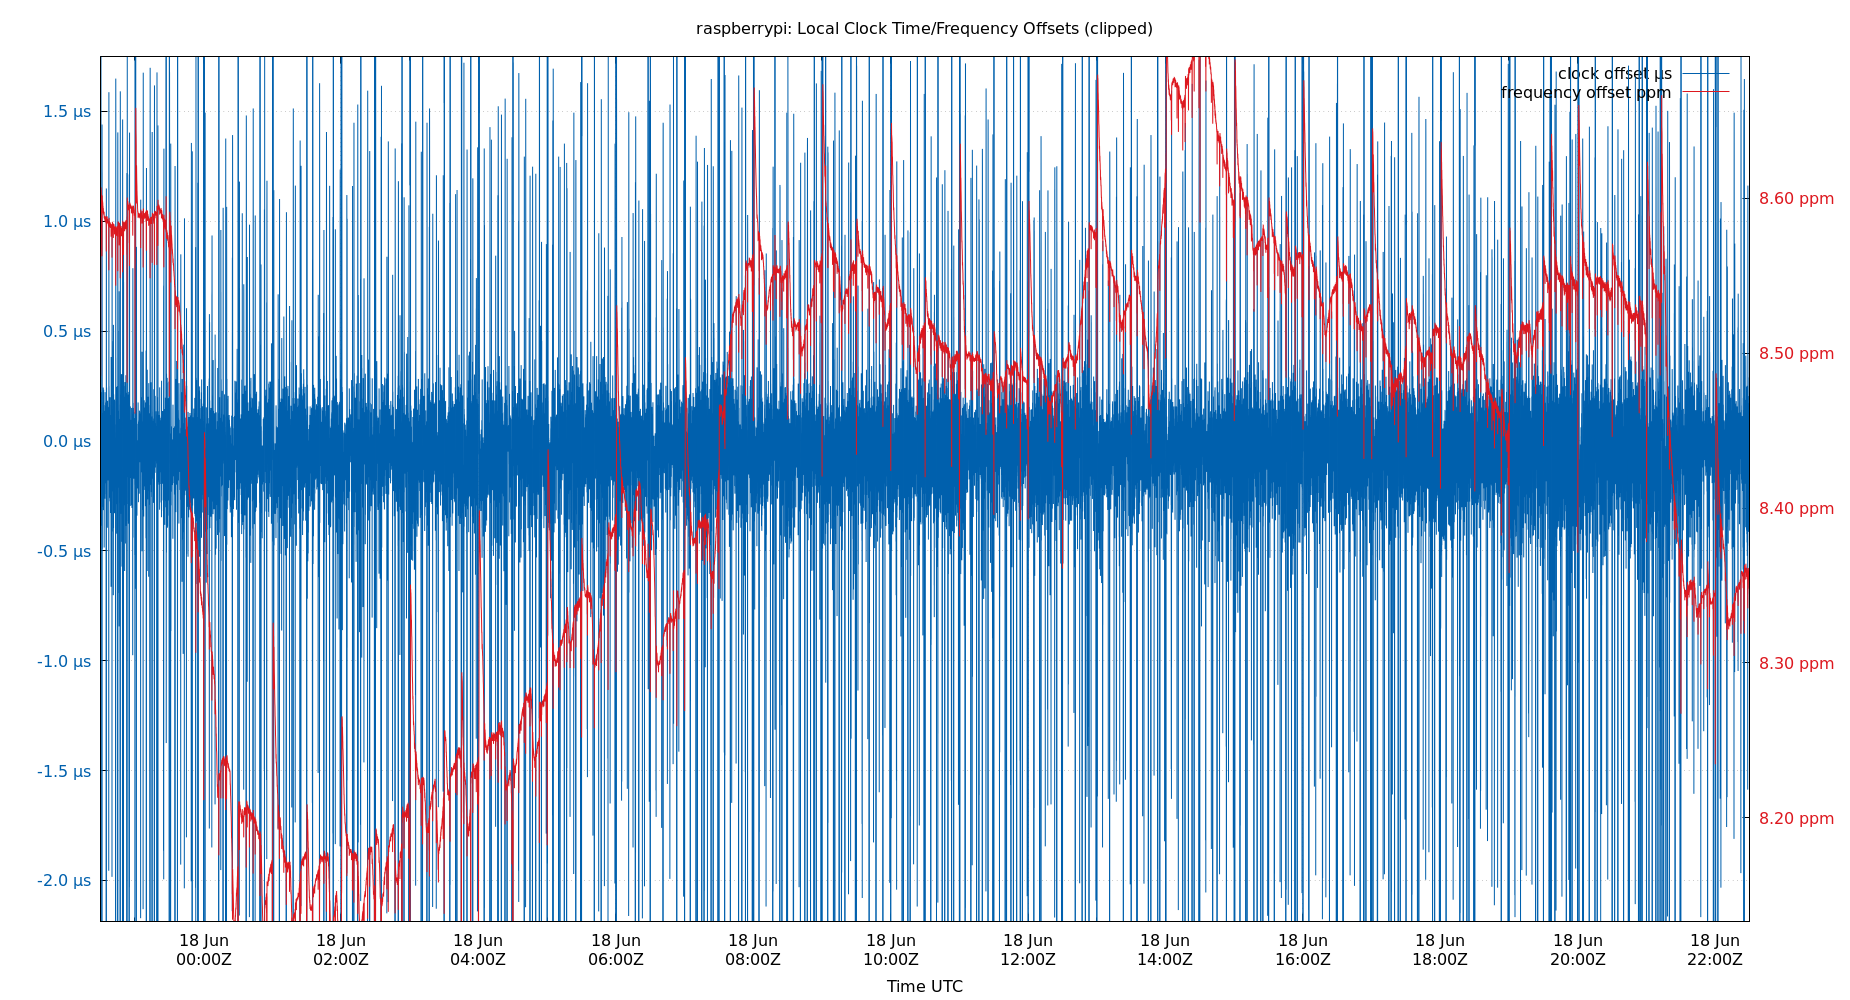 raspberrypi: Local Clock Time/Frequency Offsets (clipped)
clock offset µs
frequency offset ppm
1.5 µs
1.0 µs
0.5 µs
0.0 µs
-0.5 µs
-1.0 µs
-1.5 µs
-2.0 µs
8.60 ppm
8.50 ppm
8.40 ppm
8.30 ppm
8.20 ppm
18 Jun 18 Jun 18 Jun 18 Jun 18 Jun 18 Jun 18 Jun 18 Jun 18 Jun 18 Jun 18 Jun 18 Jun
00:00Z 02:00Z 04:00Z 06:00Z 08:00Z 10:00Z 12:00Z 14:00Z 16:00Z 18:00Z 20:00Z 22:00Z
Time UTC